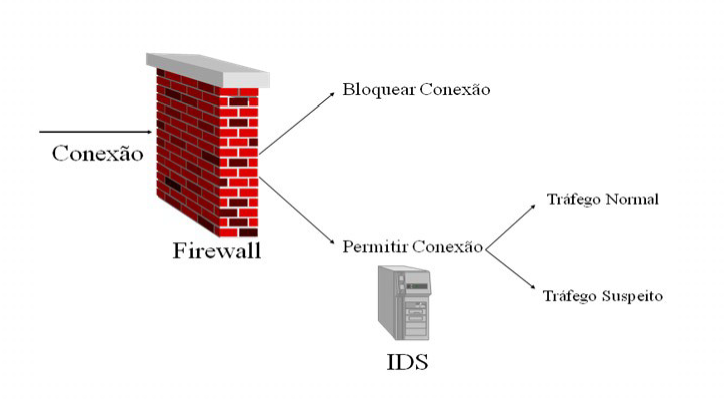 Bloquear Conexão
Conexão
Firewall
Permitir Conexão
Tráfego Normal
Tráfego Suspeito
IDS